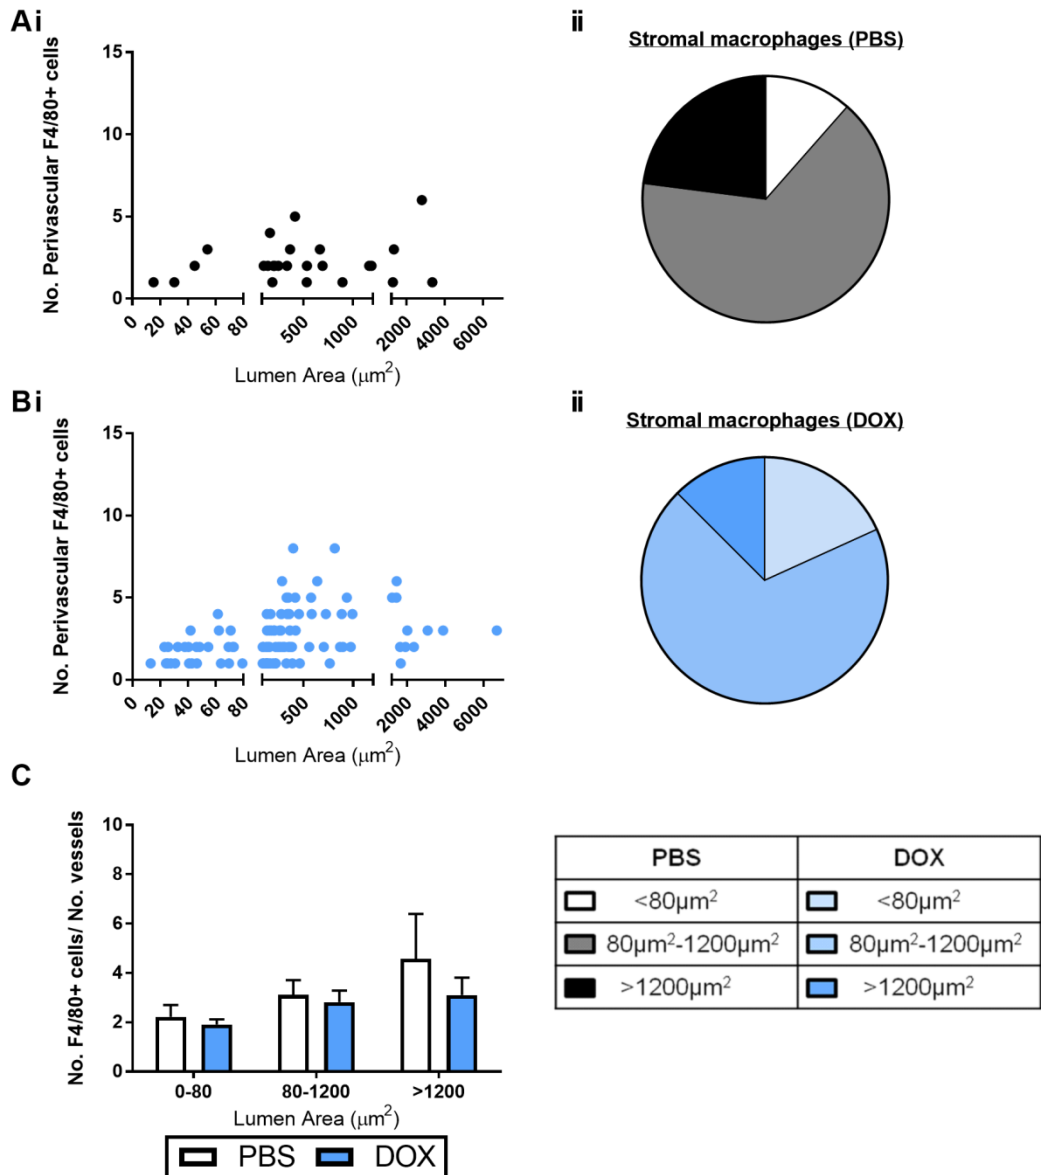 Ai
15
10
5
0
No. Perivascular F4/80+ cells
0 20 40 60 80 500 1000 2000 4000 6000
Lumen Area (μm²)
ii
Stromal macrophages (PBS)
Bi
15
10
5
0
No. Perivascular F4/80+ cells
0 20 40 60 80 500 1000 2000 4000 6000
Lumen Area (μm²)
ii
Stromal macrophages (DOX)
C
10
8
6
4
2
0
No. F4/80+ cells/ No. vessels
0-80 80-1200 >1200
Lumen Area (μm²)
PBS DOX
PBS DOX
<80μm² <80μm²
80μm²-1200μm² 80μm²-1200μm²
>1200μm² >1200μm²